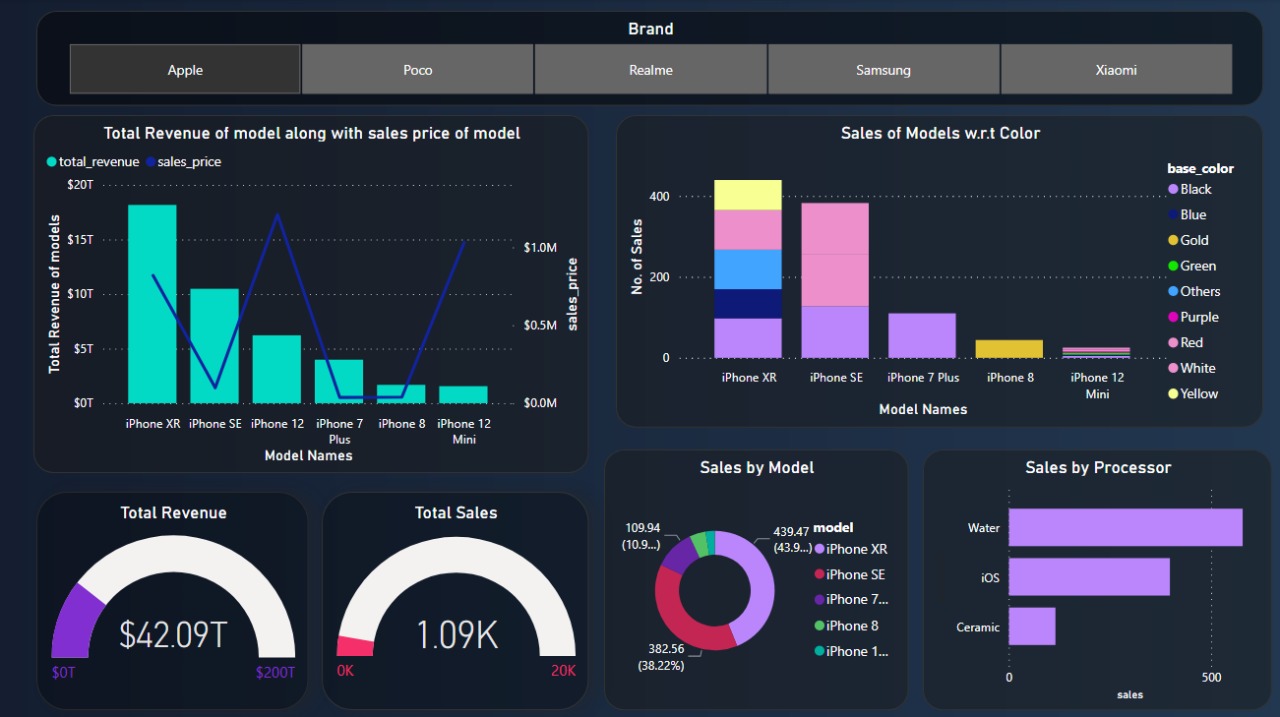 Brand
Apple
Poco
Realme
Samsung
Xiaomi
Total Revenue of model along with sales price of model
total_revenue
sales_price
Total Revenue of models
$20T
$15T
$10T
$5T
$0T
$1.0M
$0.5M
$0.0M
sales_price
iPhone XR
iPhone SE
iPhone 12
iPhone 7
Plus
iPhone 8
iPhone 12
Mini
Model Names
Sales of Models w.r.t Color
No. of Sales
400
200
0
iPhone XR
iPhone SE
iPhone 7 Plus
iPhone 8
iPhone 12
Mini
Model Names
base_color
Black
Blue
Gold
Green
Others
Purple
Red
White
Yellow
Total Revenue
$42.09T
$0T
$200T
Total Sales
1.09K
0K
20K
Sales by Model
109.94
(10.9...)
439.47
(43.9...)
382.56
(38.22%)
model
iPhone XR
iPhone SE
iPhone 7...
iPhone 8
iPhone 1...
Sales by Processor
Water
iOS
Ceramic
0
500
sales